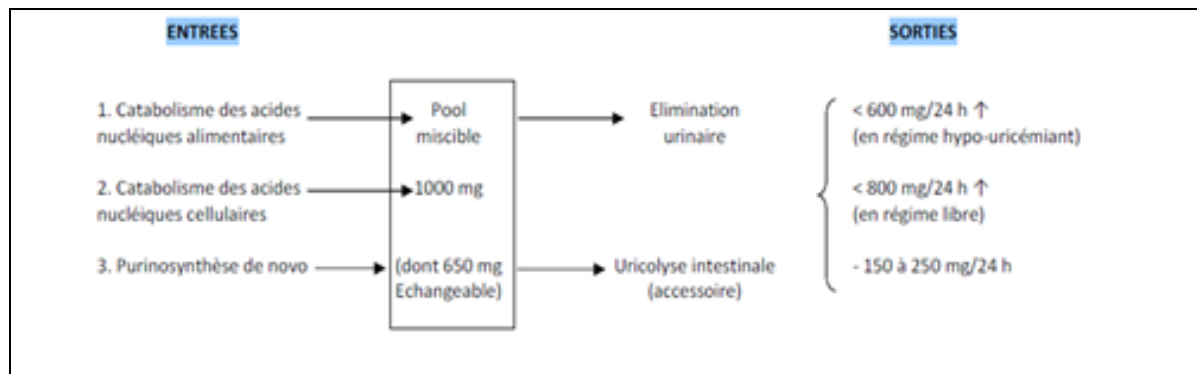 ENTREES
SORTIES
1. Catabolisme des acides
nucléiques alimentaires
Pool
miscible
Elimination
urinaire
< 600 mg/24 h ↑
(en régime hypo-uricémiant)
2. Catabolisme des acides
nucléiques cellulaires
1000 mg
< 800 mg/24 h ↑
(en régime libre)
3. Purinosynthèse de novo
(dont 650 mg
Echangeable)
Uricolyse intestinale
(accessoire)
- 150 à 250 mg/24 h